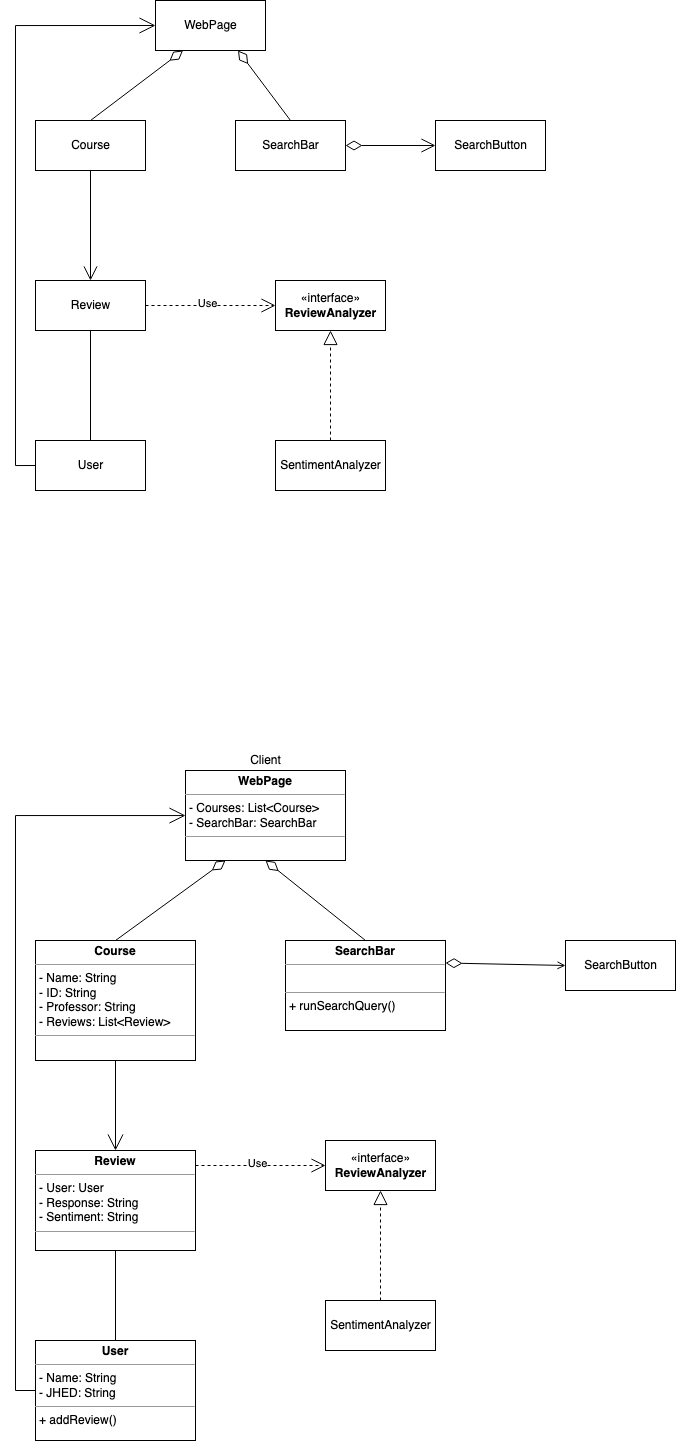 WebPage
Course
SearchBar
SearchButton
Review
Use
«interface»
ReviewAnalyzer
User
SentimentAnalyzer
Client
WebPage
- Courses: List<Course>
- SearchBar: SearchBar
Course
- Name: String
- ID: String
- Professor: String
- Reviews: List<Review>
SearchBar
+ runSearchQuery()
SearchButton
Review
- User: User
- Response: String
- Sentiment: String
Use
«interface»
ReviewAnalyzer
SentimentAnalyzer
User
- Name: String
- JHED: String
+ addReview()